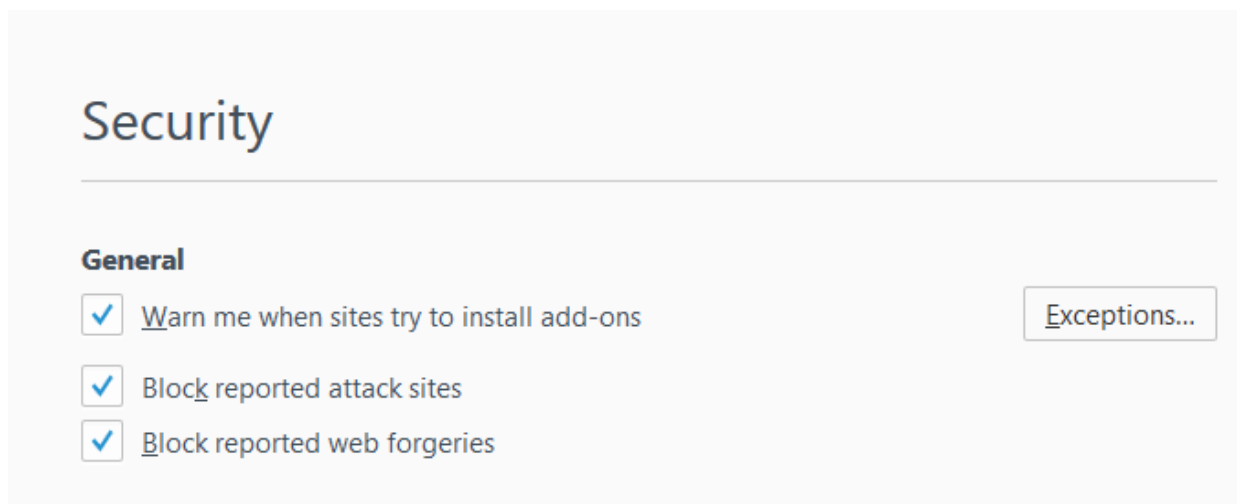 Security
General
Warn me when sites try to install add-ons
Exceptions...
Block reported attack sites
Block reported web forgeries